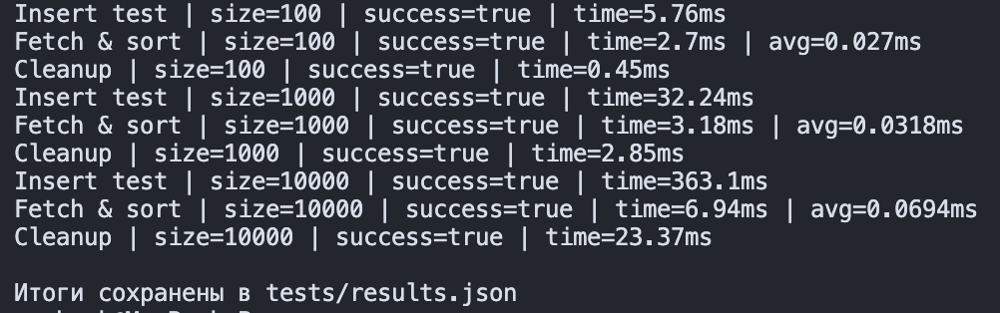 Insert test | size=100 | success=true | time=5.76ms
Fetch & sort | size=100 | success=true | time=2.7ms | avg=0.027ms
Cleanup | size=100 | success=true | time=0.45ms
Insert test | size=1000 | success=true | time=32.24ms
Fetch & sort | size=1000 | success=true | time=3.18ms | avg=0.0318ms
Cleanup | size=1000 | success=true | time=2.85ms
Insert test | size=10000 | success=true | time=363.1ms
Fetch & sort | size=10000 | success=true | time=6.94ms | avg=0.0694ms
Cleanup | size=10000 | success=true | time=23.37ms
Итоги сохранены в tests/results.json